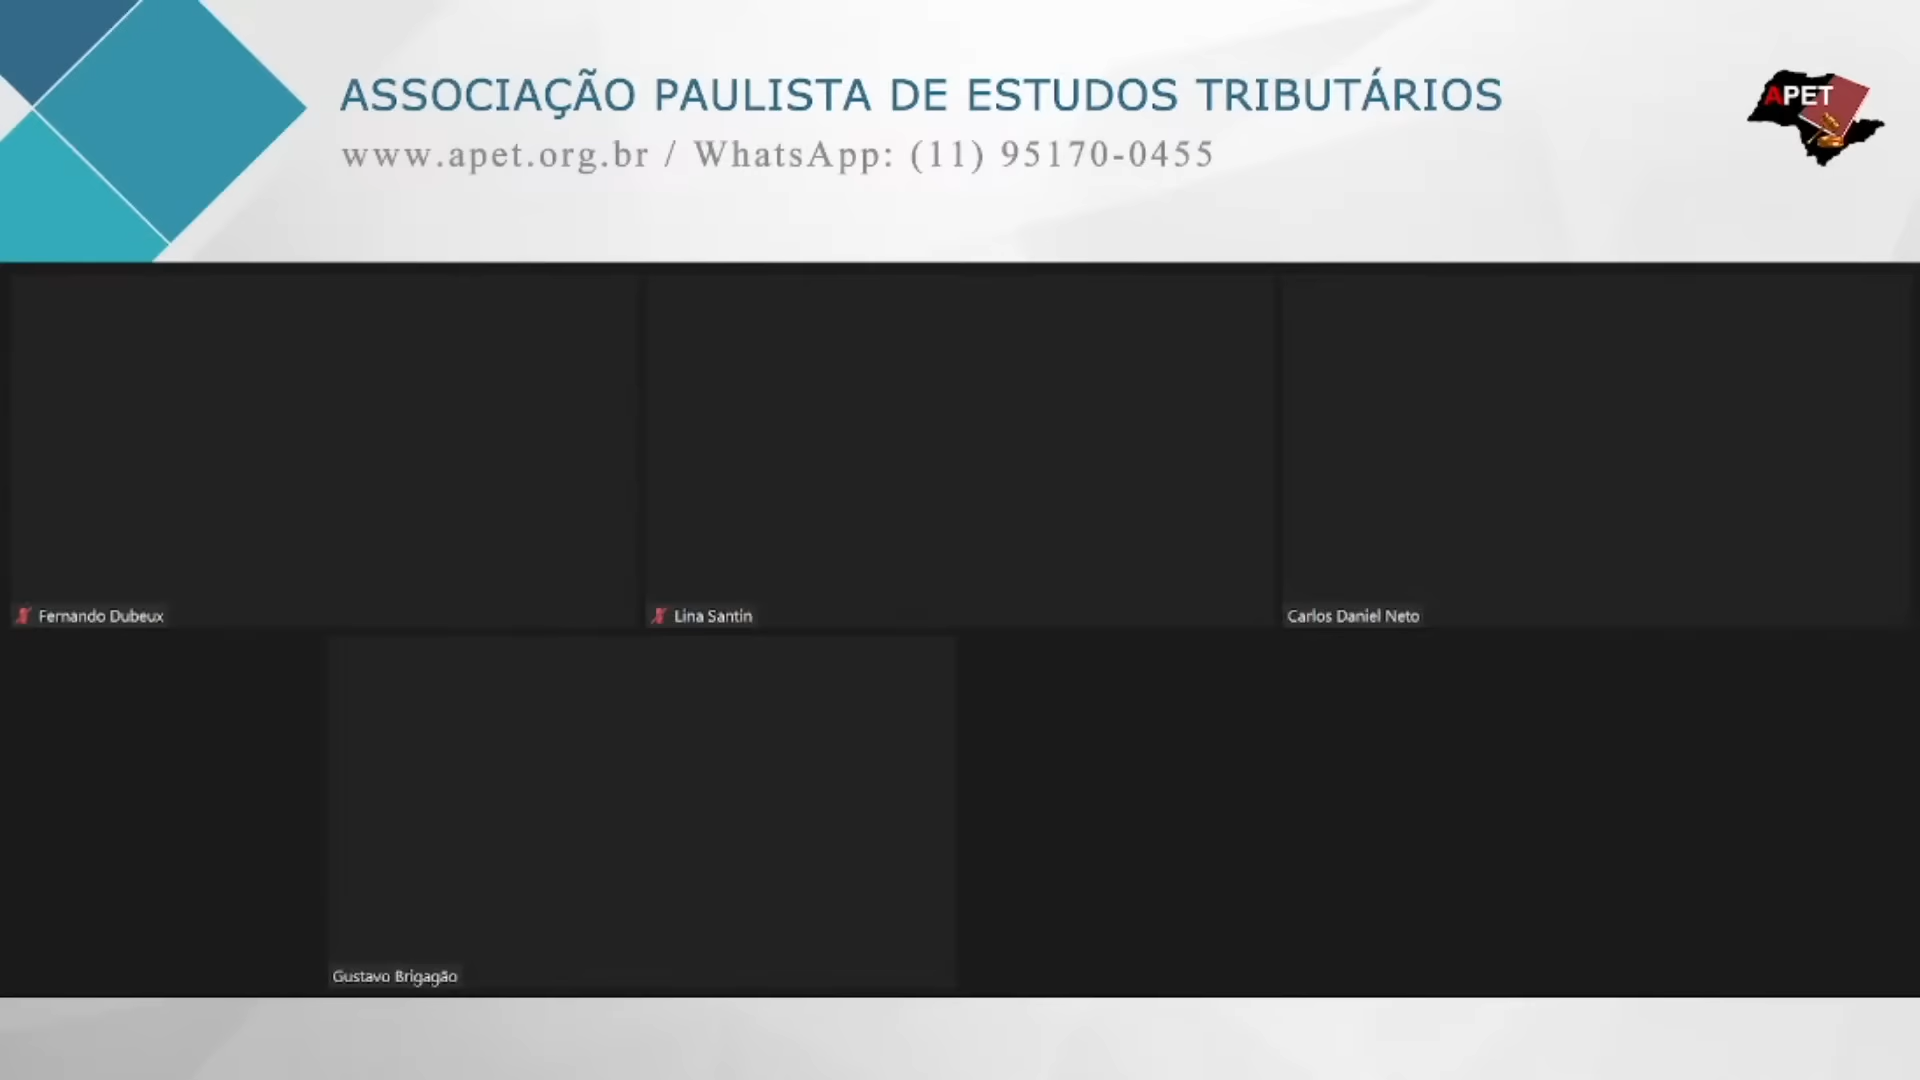 ASSOCIAÇÃO PAULISTA DE ESTUDOS TRIBUTÁRIOS
www.apet.org.br / WhatsApp: (11) 95170-0455
APET
Fernando Dubeux
Lina Santin
Carlos Daniel Neto
Gustavo Brigagão